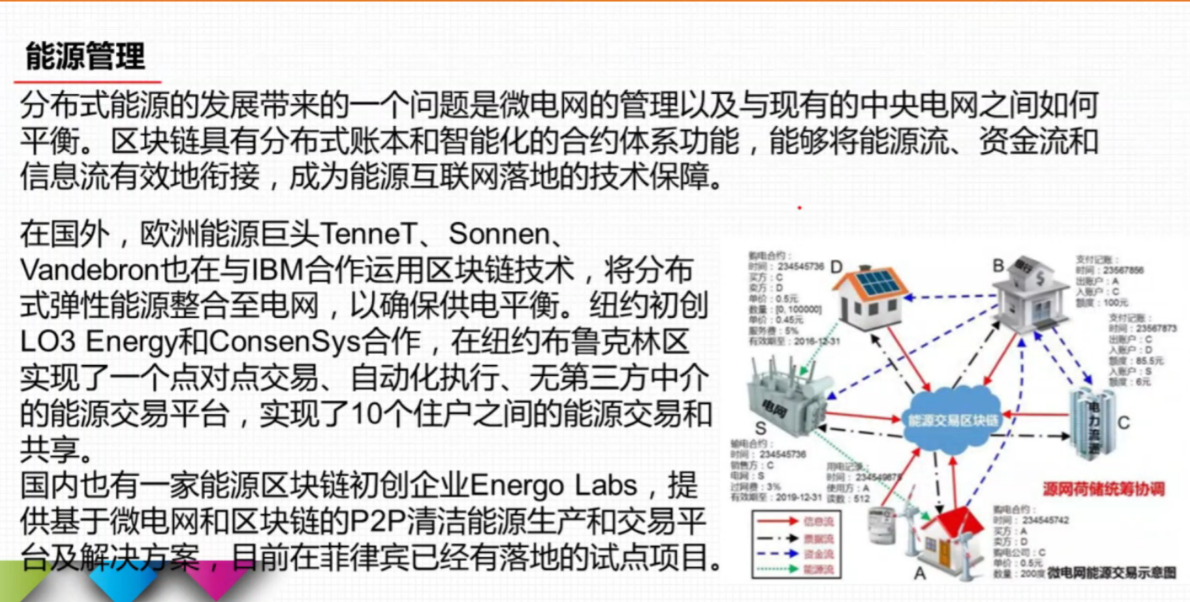 能源管理
分布式能源的发展带来的一个问题是微电网的管理以及与现有的中央电网之间如何
平衡。区块链具有分布式账本和智能化的合约体系功能，能够将能源流、资金流和
信息流有效地衔接，成为能源互联网落地的技术保障。
在国外，欧洲能源巨头TenneT、Sonnen、
Vandebron也在与IBM合作运用区块链技术，将分布
式弹性能源整合至电网，以确保供电平衡。纽约初创
LO3 Energy和ConsenSys合作，在纽约布鲁克林区
实现了一个点对点交易、自动化执行、无第三方中介
的能源交易平台，实现了10个住户之间的能源交易和
共享。
国内也有一家能源区块链初创企业Energo Labs，提
供基于微电网和区块链的P2P清洁能源生产和交易平
台及解决方案，目前在菲律宾已经有落地的试点项目。
购电合约：
时间：234545736
买方：C
卖方：D
单价：0.5元
数量：[0, 100000]
单价：0.45元
服务费：5%
有效期至：2016-12-31
D
B
银行
支付记账：
时间：23567856
出账户：A
入账户：C
额度：100元
支付记账：
时间：23567873
出账户：C
入账户：D
额度：85.5元
入账户：S
额度：6元
电网
S
能源交易区块链
电力流通
C
输电合约：
时间：234545736
销售方：C
电网：S
过网费：3%
有效期至：2019-12-31
用电记录：
使用方：A
读数：512
源网荷储统筹协调
信息流
票据流
资金流
能源流
A
购电合约：
时间：234545742
买方：A
卖方：D
购电公司：C
单价：0.5元
数量：200度
微电网能源交易示意图